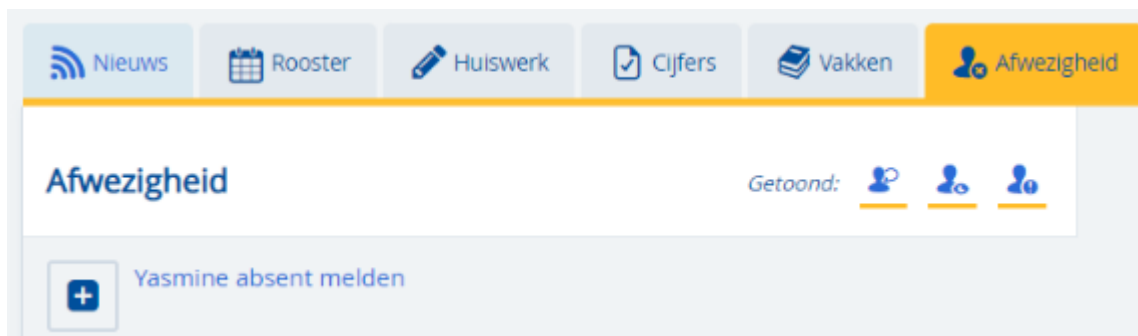 Nieuws Rooster Huiswerk Cijfers Vakken Afwezigheid
Afwezigheid Getoond:
Yasmine absent melden